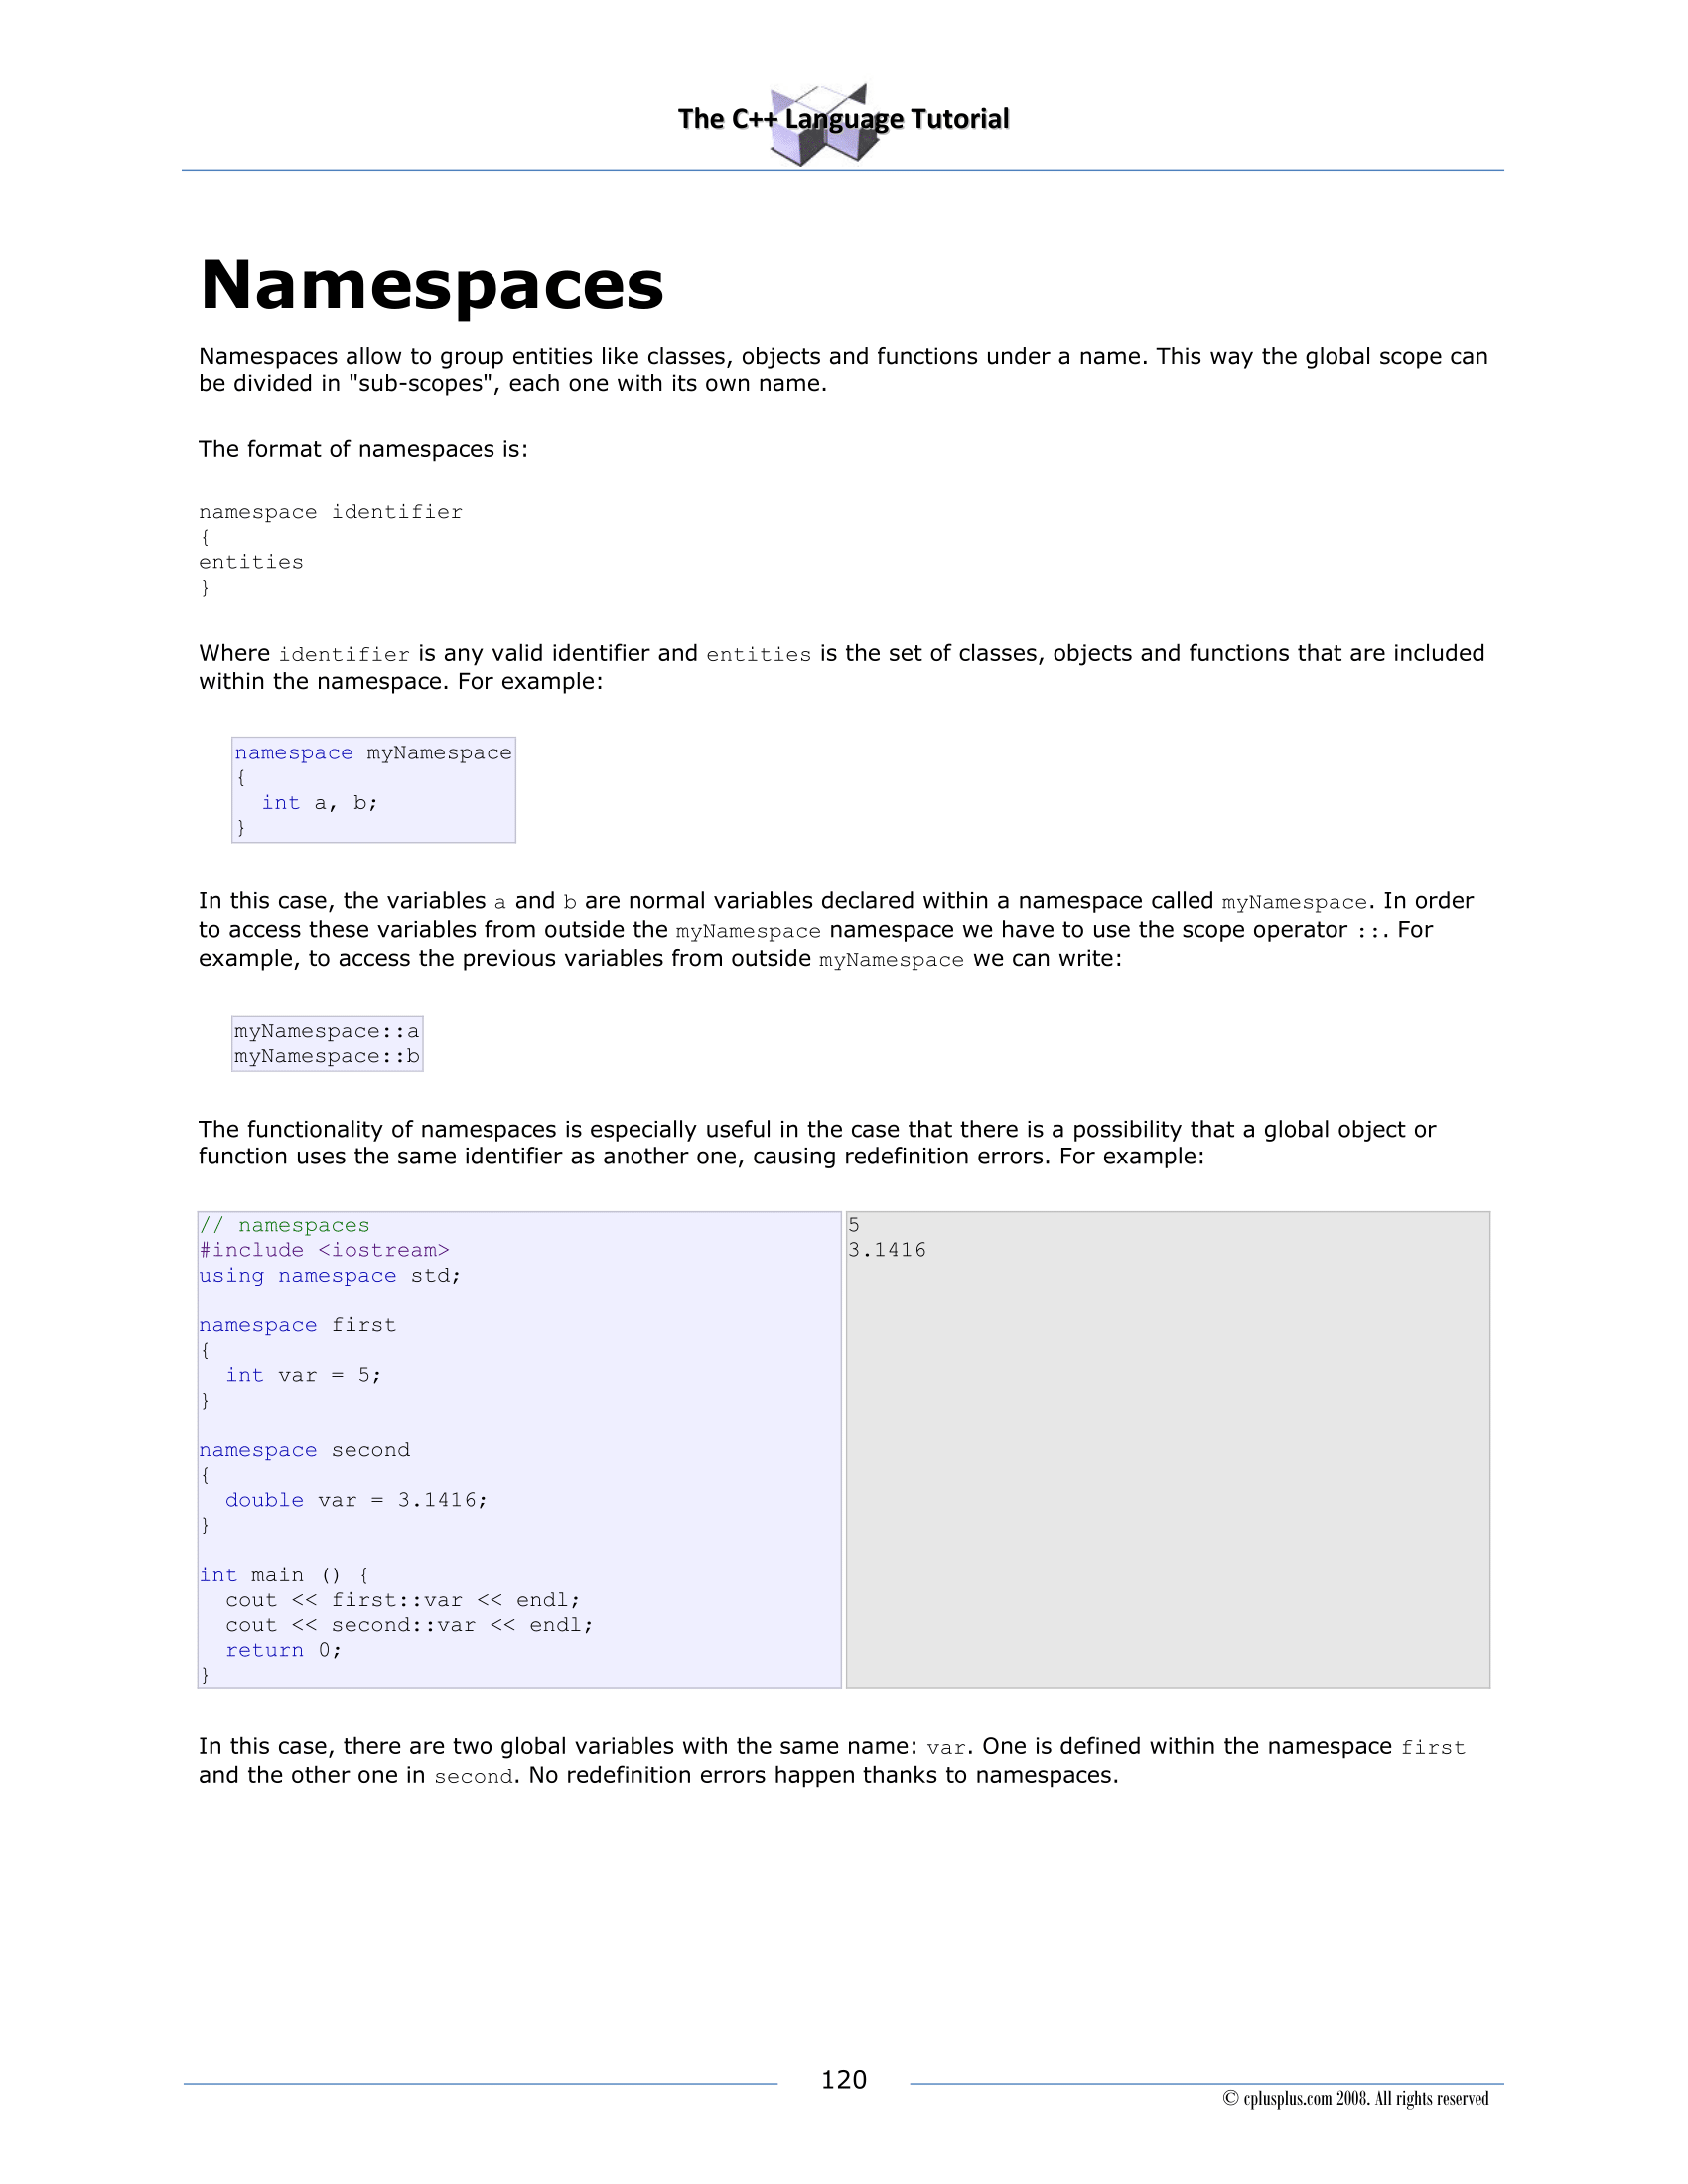 The C++ Language Tutorial
Namespaces
Namespaces allow to group entities like classes, objects and functions under a name. This way the global scope can
be divided in "sub-scopes", each one with its own name.
The format of namespaces is:
namespace identifier
{
entities
}
Where identifier is any valid identifier and entities is the set of classes, objects and functions that are included
within the namespace. For example:
namespace myNamespace
{
  int a, b;
}
In this case, the variables a and b are normal variables declared within a namespace called myNamespace. In order
to access these variables from outside the myNamespace namespace we have to use the scope operator ::. For
example, to access the previous variables from outside myNamespace we can write:
myNamespace::a
myNamespace::b
The functionality of namespaces is especially useful in the case that there is a possibility that a global object or
function uses the same identifier as another one, causing redefinition errors. For example:
// namespaces
#include <iostream>
using namespace std;

namespace first
{
  int var = 5;
}

namespace second
{
  double var = 3.1416;
}

int main () {
  cout << first::var << endl;
  cout << second::var << endl;
  return 0;
}
5
3.1416
In this case, there are two global variables with the same name: var. One is defined within the namespace first
and the other one in second. No redefinition errors happen thanks to namespaces.
120
© cplusplus.com 2008. All rights reserved